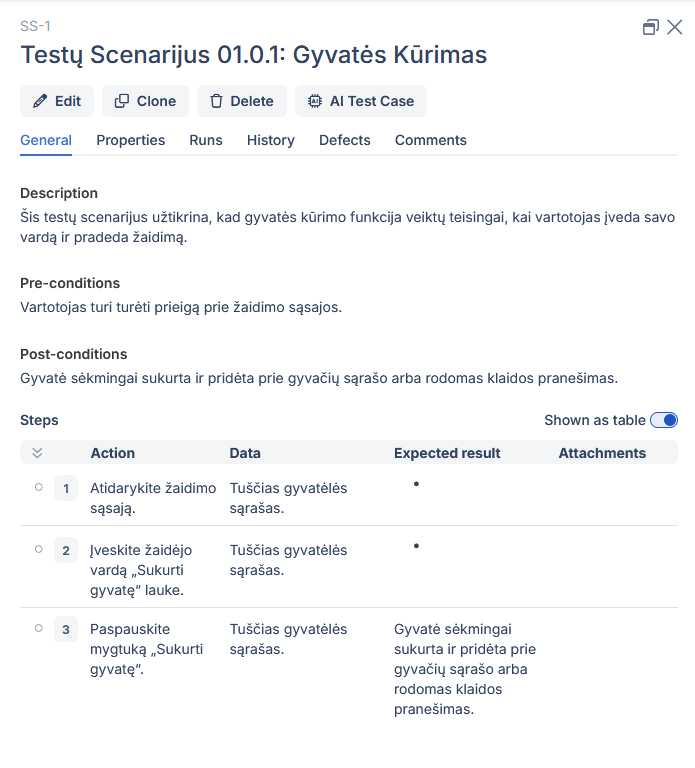 SS-1
Testų Scenarijus 01.0.1: Gyvatės Kūrimas
Edit Clone Delete AI Test Case
General Properties Runs History Defects Comments
Description
Šis testų scenarijus užtikrina, kad gyvatės kūrimo funkcija veiktų teisingai, kai vartotojas įveda savo
vardą ir pradeda žaidimą.
Pre-conditions
Vartotojas turi turėti prieigą prie žaidimo sąsajos.
Post-conditions
Gyvatė sėkmingai sukurta ir pridėta prie gyvačių sąrašo arba rodomas klaidos pranešimas.
Steps Shown as table
Action Data Expected result Attachments
1 Atidarykite žaidimo Tuščias gyvatėlės •
sąsają. sąrašas.
2 Įveskite žaidėjo Tuščias gyvatėlės •
vardą „Sukurti sąrašas.
gyvatę“ lauke.
3 Paspauskite Tuščias gyvatėlės Gyvatė sėkmingai
mygtuką „Sukurti sąrašas. sukurta ir pridėta prie
gyvatę“. gyvačių sąrašo arba
rodomas klaidos
pranešimas.